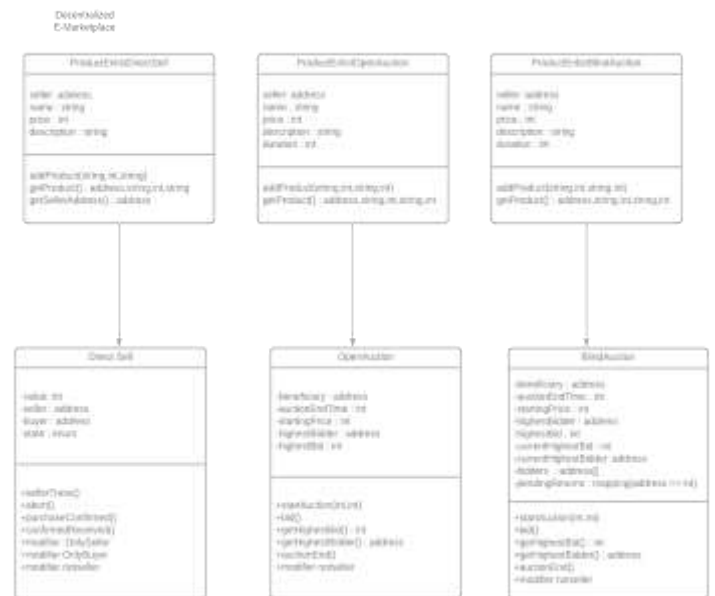 Decentralized
E-Marketplace
ProductEntryDirectSell
seller: address,
name : string
price : int
description : string
addProduct(string,int,string)
getProduct() : address,string,int,string
getSellerAddress() : address
ProductEntryOpenAuction
seller: address
name : string
price : int
description : string
duration : int
addProduct(string,int,string,int)
getProduct() : address,string,int,string,int
ProductEntryBlindAuction
seller: address
name : string
price : int
description : string
duration : int
addProduct(string,int,string,int)
getProduct() : address,string,int,string,int
Direct Sell
-value: int
-seller : address
-buyer : address
-state : enum
+abort()
+purchaseConfirmed()
+confirmedReceived()
+modifier : OnlySeller
+modifier OnlyBuyer
+modifier notseller
OpenAuction
-beneficiary : address
-auctionEndTime : int
-startingPrice : int
-highestBidder : address
-highestBid : int
+startAuction(int,int)
+bid()
+getHighestBid() : int
+getHighestBidder() : address
+auctionEnd()
+modifier notseller
BlindAuction
-beneficiary : address
-auctionEndTime : int
-startingPrice : int
-highestBidder : address
-highestBid : int
-currentHighestBid : int
-currentHighestBidder: address
-bidders : address[]
-pendingReturns : mapping(address => int)
+startAuction(int,int)
+bid()
+getHighestBid() : int
+getHighestBidder() : address
+auctionEnd()
+modifier notseller